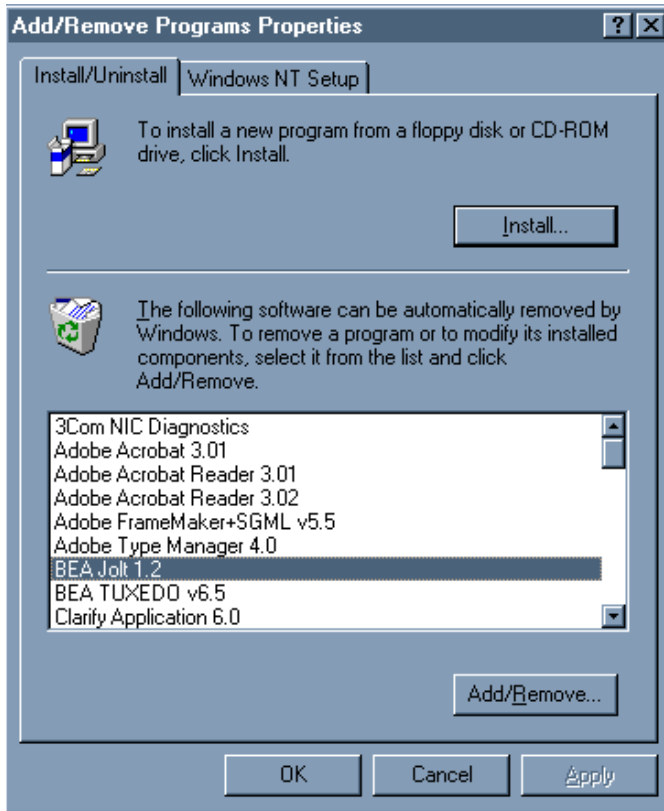 Add/Remove Programs Properties
Install/Uninstall
Windows NT Setup
To install a new program from a floppy disk or CD-ROM
drive, click Install.
Install...
The following software can be automatically removed by
Windows. To remove a program or to modify its installed
components, select it from the list and click
Add/Remove.
3Com NIC Diagnostics
Adobe Acrobat 3.01
Adobe Acrobat Reader 3.01
Adobe Acrobat Reader 3.02
Adobe FrameMaker+SGML v5.5
Adobe Type Manager 4.0
BEA Jolt 1.2
BEA TUXEDO v6.5
Clarify Application 6.0
Add/Remove...
OK
Cancel
Apply